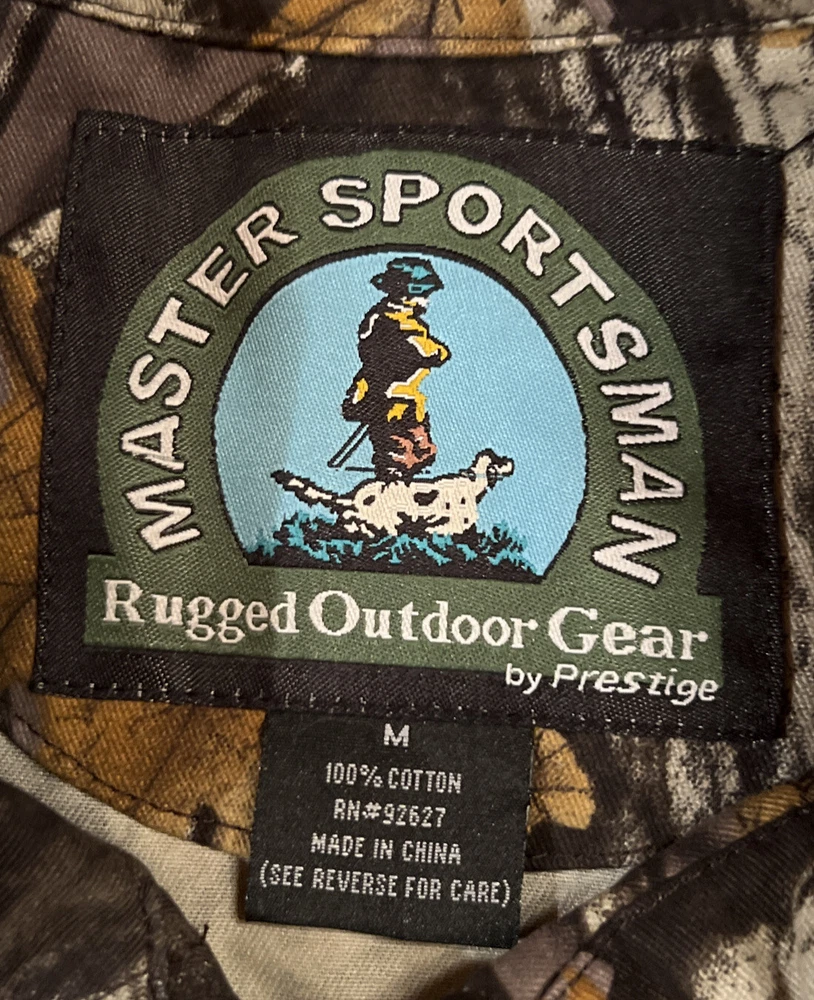 MASTER SPORTSMAN
Rugged Outdoor Gear
by Prestige
M
100% COTTON
RN#92627
MADE IN CHINA
(SEE REVERSE FOR CARE)